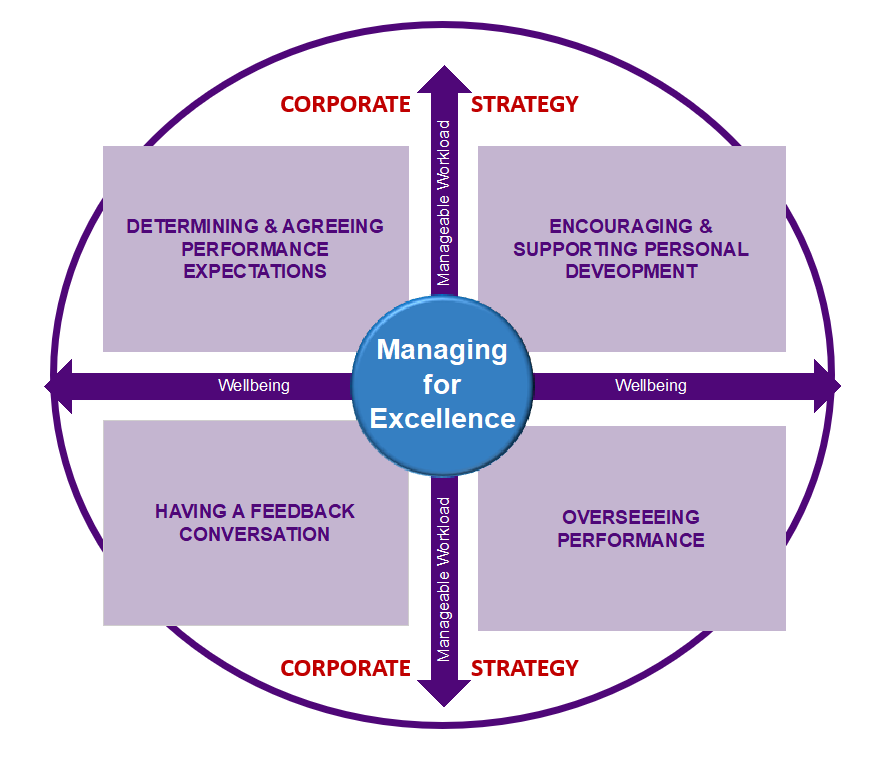 CORPORATE STRATEGY
Manageable Workload
DETERMINING & AGREEING
PERFORMANCE
EXPECTATIONS
ENCOURAGING &
SUPPORTING PERSONAL
DEVEOPMENT
Managing
for
Excellence
Wellbeing
Wellbeing
HAVING A FEEDBACK
CONVERSATION
OVERSEEEING
PERFORMANCE
Manageable Workload
CORPORATE STRATEGY